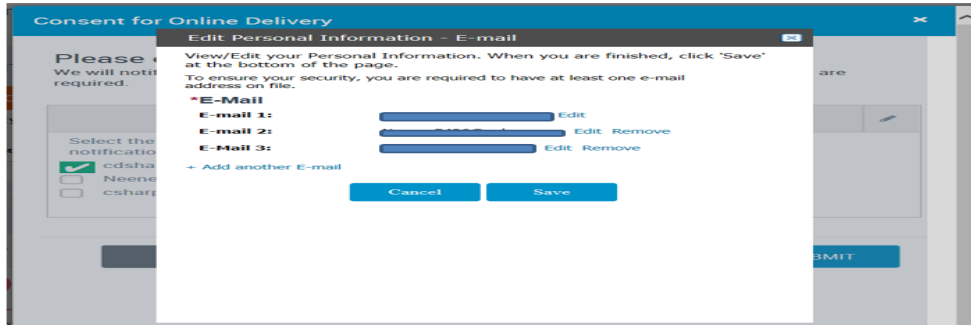 Consent for Online Delivery
Edit Personal Information - E-mail
Please
We will notif
are
required.
View/Edit your Personal Information. When you are finished, click 'Save'
at the bottom of the page.
To ensure your security, you are required to have at least one e-mail
address on file.
*E-Mail
E-mail 1:
Edit
E-mail 2:
Edit Remove
E-Mail 3:
Edit Remove
+ Add another E-mail
Select the
notificatio
cdsha
Neene
csharp
Cancel
Save
BMIT